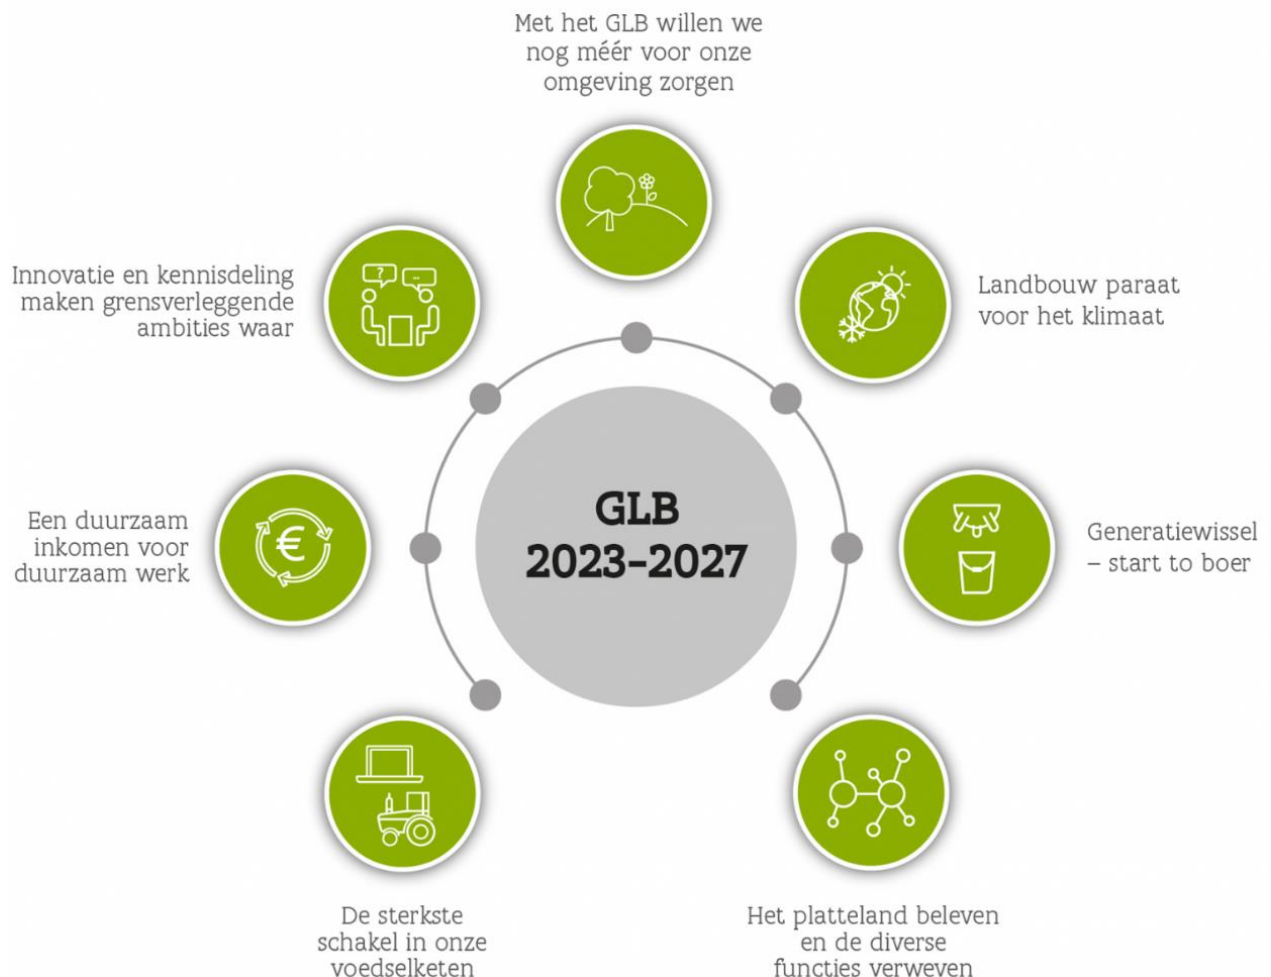 Met het GLB willen we
nog méér voor onze
omgeving zorgen
Innovatie en kennisdeling
maken grensverleggende
ambities waar
?
..
Landbouw paraat
voor het klimaat
GLB
2023-2027
Een duurzaam
inkomen voor
duurzaam werk
€
Generatiewissel
– start to boer
De sterkste
schakel in onze
voedselketen
Het platteland beleven
en de diverse
functies verweven